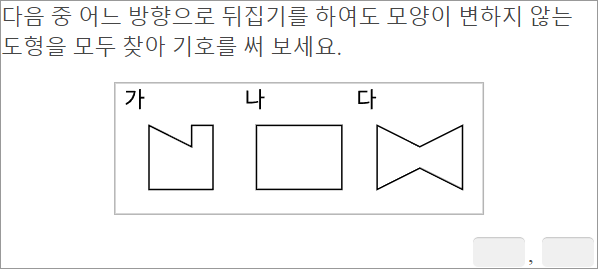 다음 중 어느 방향으로 뒤집기를 하여도 모양이 변하지 않는
도형을 모두 찾아 기호를 써 보세요.
가 나 다
,